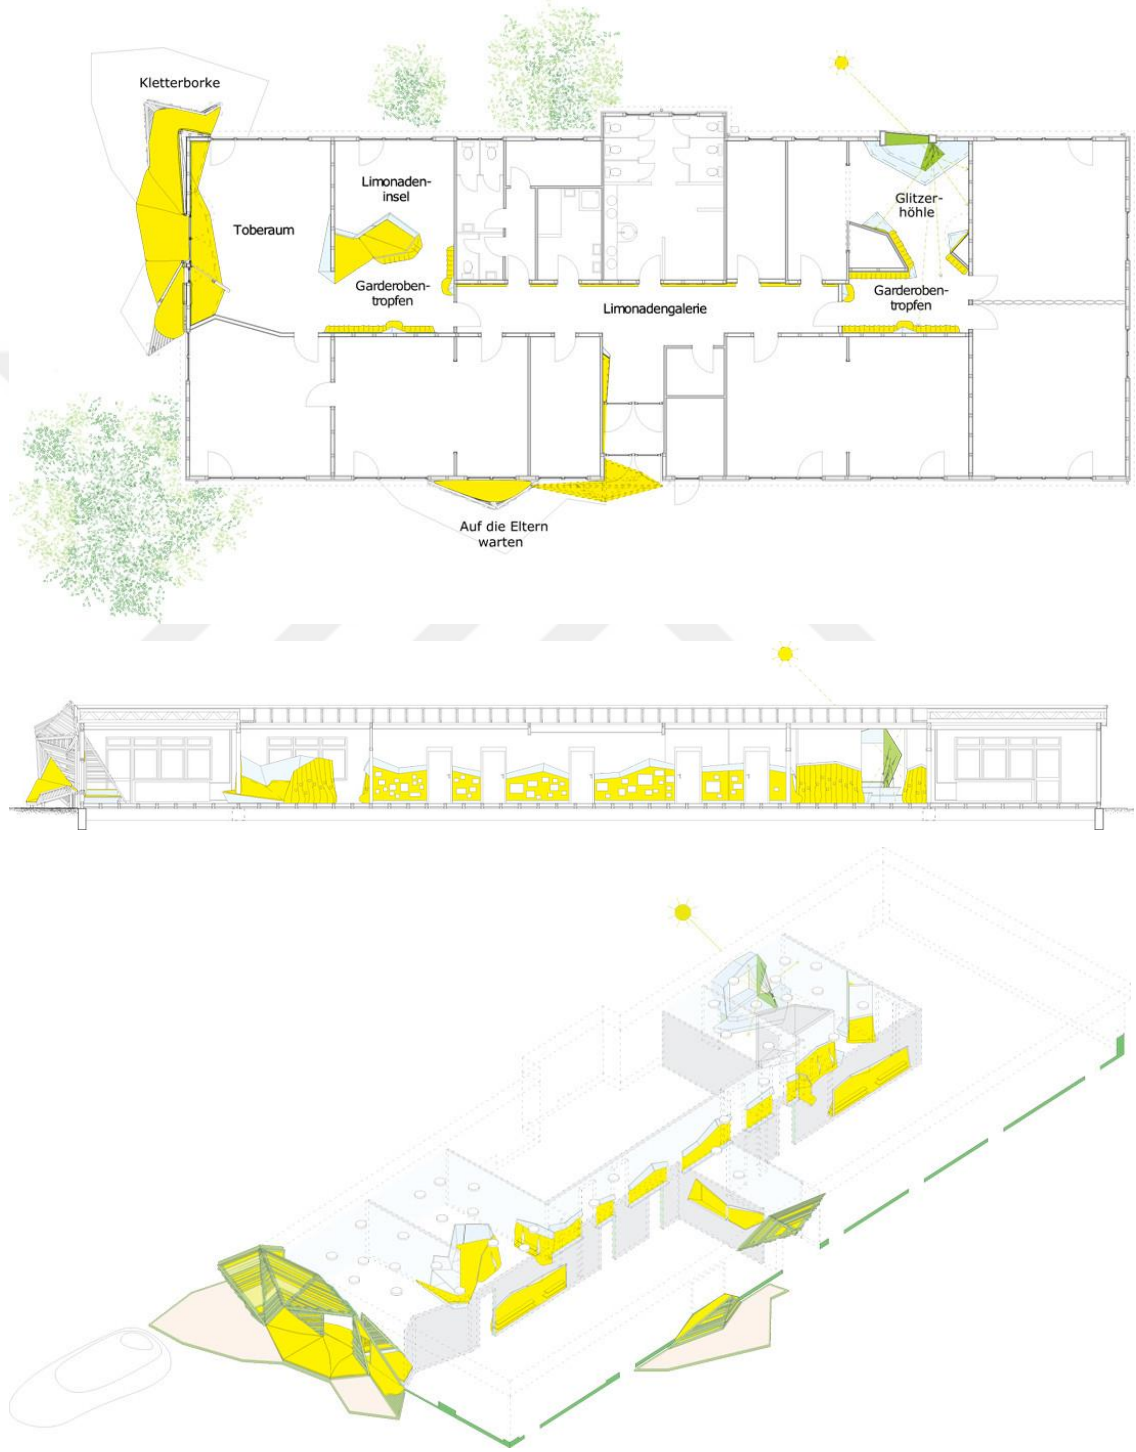 Kletterborke
Limonaden-
insel
Toberaum
Glitzer-
höhle
Garderoben-
tropfen
Limonadengalerie
Garderoben-
tropfen
Auf die Eltern
warten